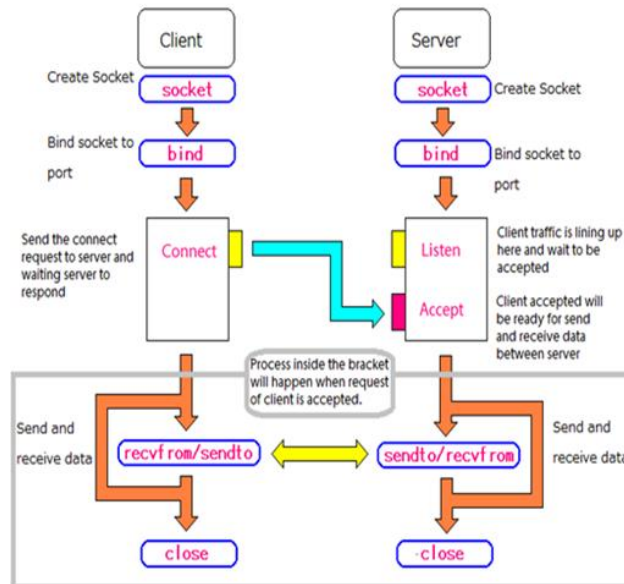 Client
Server
Create Socket
socket
socket
Create Socket
Bind socket to
port
bind
bind
Bind socket to
port
Send the connect
request to server and
waiting server to
respond
Connect
Listen
Accept
Client traffic is lining up
here and wait to be
accepted
Client accepted will
be ready for send
and receive data
between server
Process inside the bracket
will happen when request
of client is accepted.
Send and
receive data
recvfrom/sendto
sendto/recvfrom
Send and
receive data
close
close